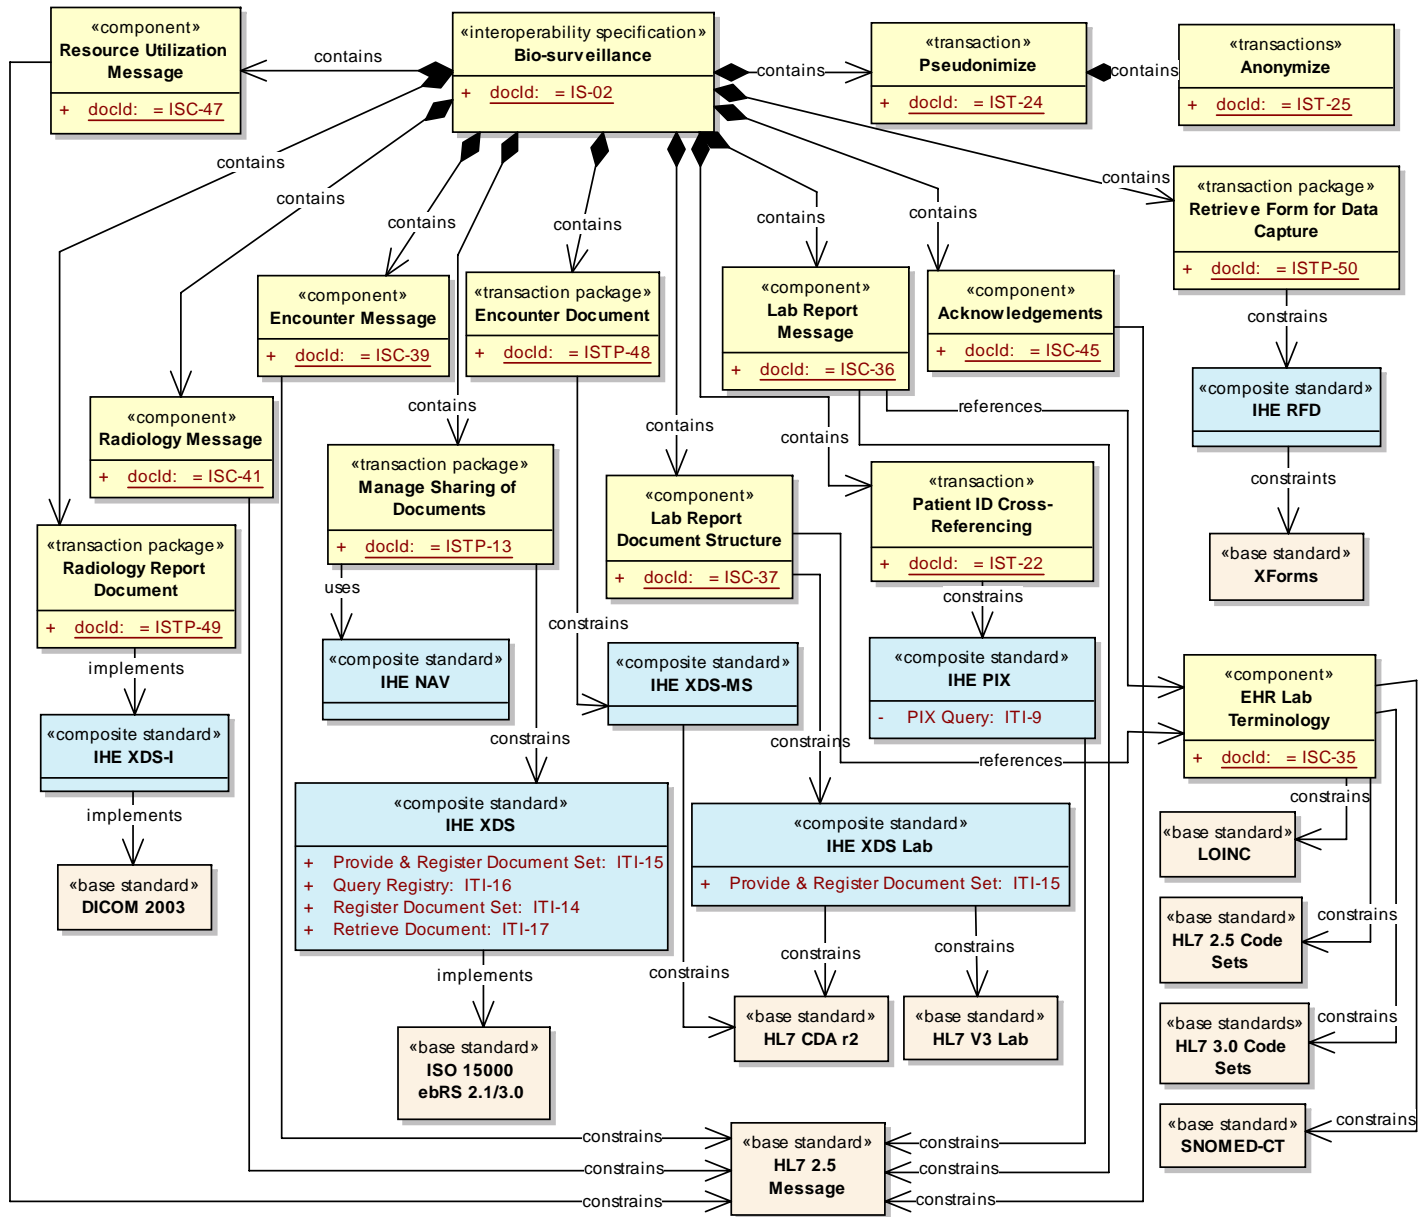 «component»
Resource Utilization
Message
+ docId: = ISC-47
contains
«interoperability specification»
Bio-surveillance
+ docId: = IS-02
contains
«transaction»
Pseudonimize
+ docId: = IST-24
contains
«transactions»
Anonymize
+ docId: = IST-25
contains
contains
contains
contains
contains
contains
contains
«transaction package»
Retrieve Form for Data
Capture
+ docId: = ISTP-50
constrains
«component»
Encounter Message
+ docId: = ISC-39
«transaction package»
Encounter Document
+ docId: = ISTP-48
«component»
Lab Report
Message
+ docId: = ISC-36
«component»
Acknowledgements
+ docId: = ISC-45
«composite standard»
IHE RFD
constraints
«base standard»
XForms
«component»
Radiology Message
+ docId: = ISC-41
contains
contains
contains
references
«transaction package»
Manage Sharing of
Documents
+ docId: = ISTP-13
«component»
Lab Report
Document Structure
+ docId: = ISC-37
«transaction»
Patient ID Cross-
Referencing
+ docId: = IST-22
«transaction package»
Radiology Report
Document
+ docId: = ISTP-49
uses
constrains
constrains
implements
«composite standard»
IHE NAV
«composite standard»
IHE XDS-MS
«composite standard»
IHE PIX
- PIX Query: ITI-9
«component»
EHR Lab
Terminology
+ docId: = ISC-35
«composite standard»
IHE XDS-I
constrains
constrains
references
implements
«composite standard»
IHE XDS
+ Provide & Register Document Set: ITI-15
+ Query Registry: ITI-16
+ Register Document Set: ITI-14
+ Retrieve Document: ITI-17
«composite standard»
IHE XDS Lab
+ Provide & Register Document Set: ITI-15
constrains
«base standard»
LOINC
«base standard»
DICOM 2003
constrains
«base standard»
HL7 2.5 Code
Sets
implements
constrains
constrains
constrains
constrains
«base standards»
HL7 3.0 Code
Sets
«base standard»
ISO 15000
ebRS 2.1/3.0
«base standard»
HL7 CDA r2
«base standard»
HL7 V3 Lab
constrains
«base standard»
SNOMED-CT
constrains
constrains
constrains
«base standard»
HL7 2.5
Message
constrains
constrains
constrains